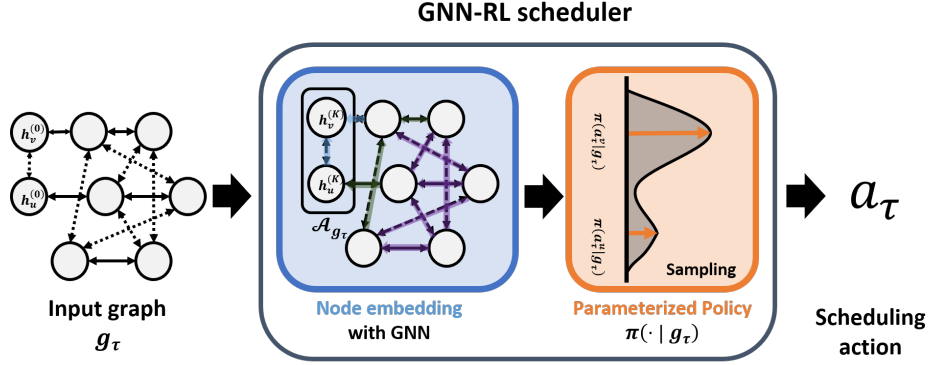 GNN-RL scheduler
h_v^(0)
h_u^(0)
Input graph
g_τ
h_v^(K)
h_u^(K)
𝒜_{g_τ}
Node embedding
with GNN
π(a_τ^v|g_τ)
π(a_τ^u|g_τ)
Sampling
Parameterized Policy
π(· | g_τ)
a_τ
Scheduling
action